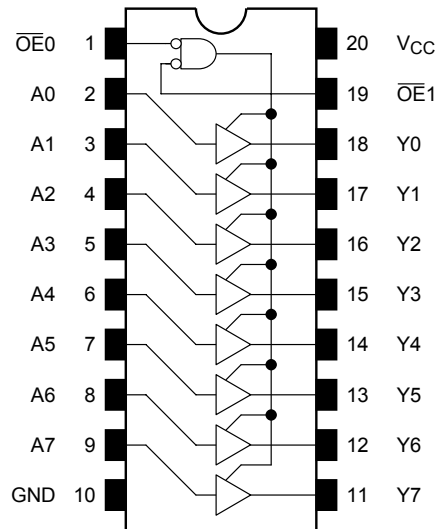 O̅E̅0 1 20 VCC
A0 2 19 O̅E̅1
A1 3 18 Y0
A2 4 17 Y1
A3 5 16 Y2
A4 6 15 Y3
A5 7 14 Y4
A6 8 13 Y5
A7 9 12 Y6
GND 10 11 Y7